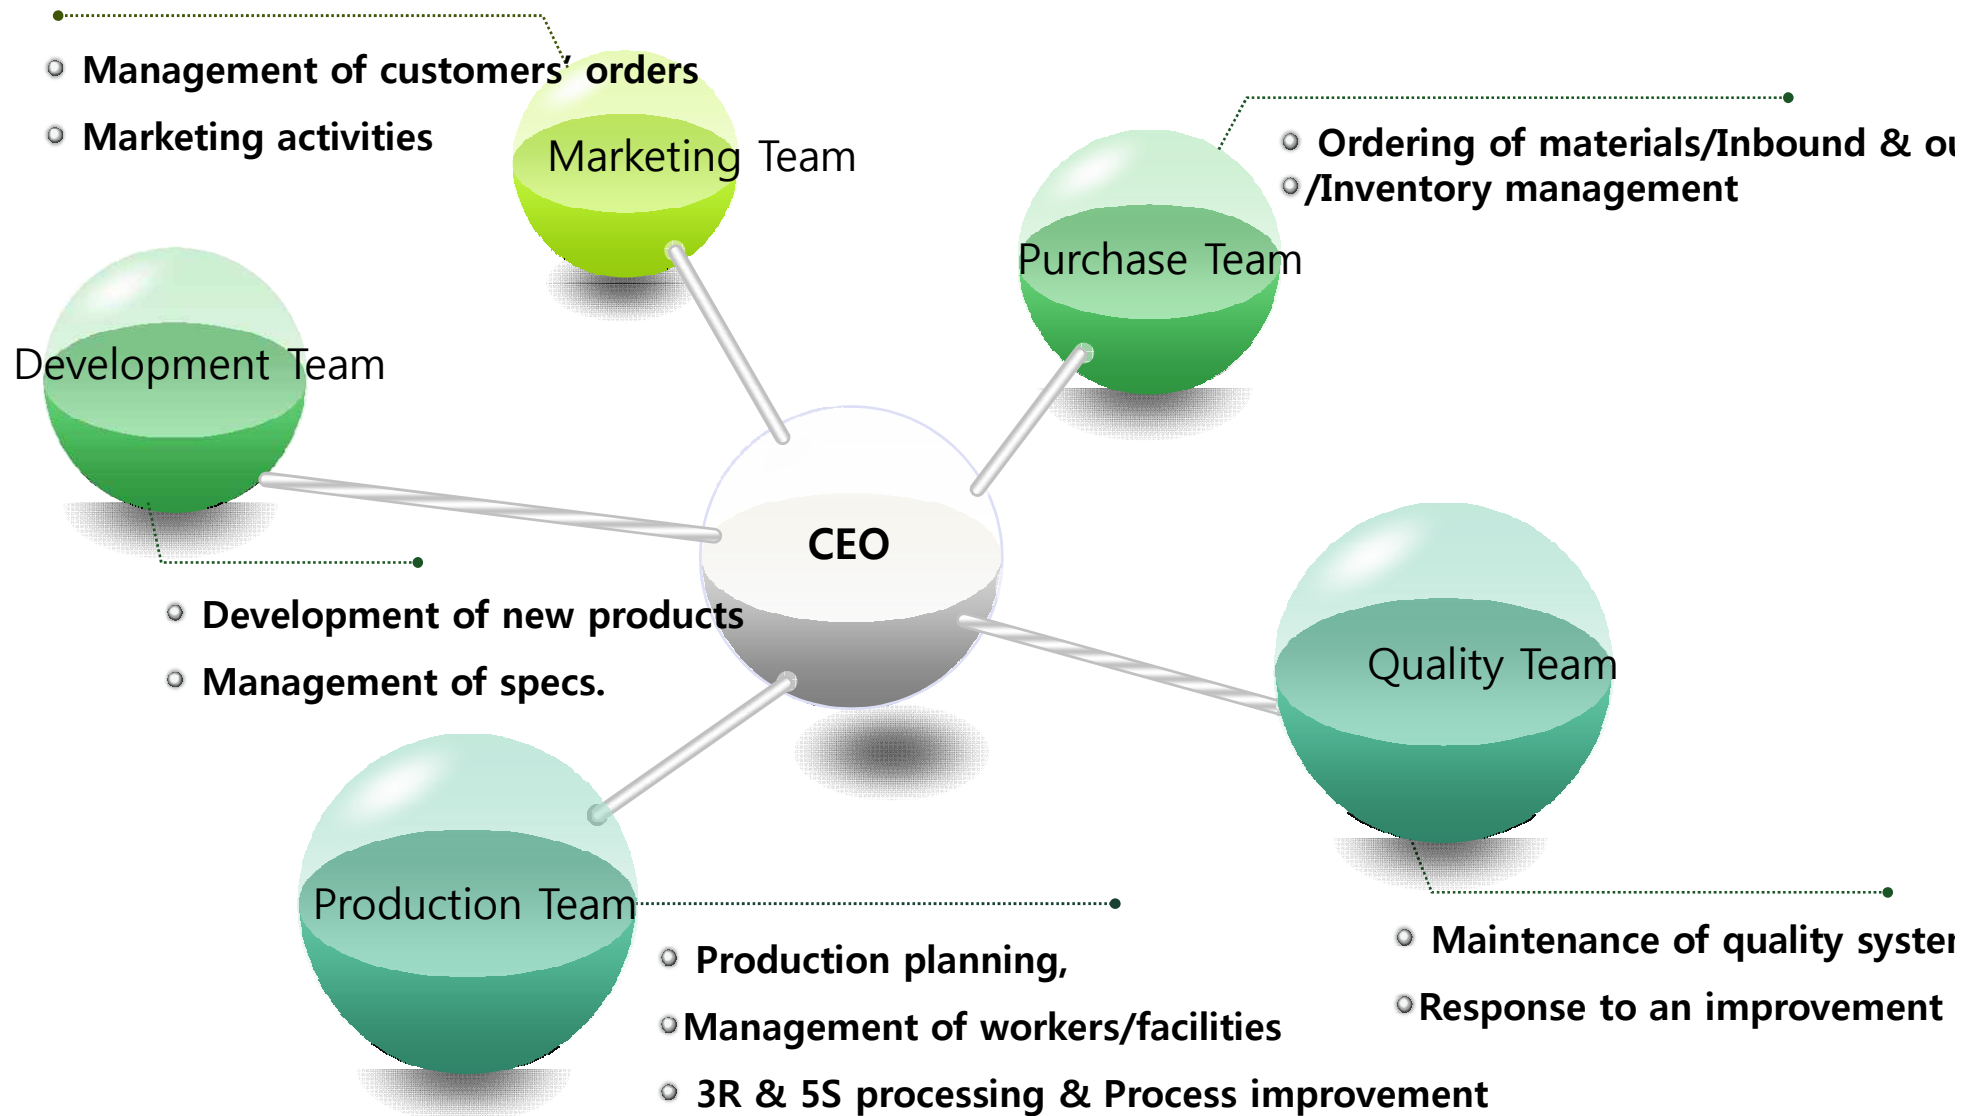 Management of customers’ orders
Marketing activities
Marketing Team
Ordering of materials/Inbound &
/Inventory management
Purchase Team
Development Team
CEO
Development of new products
Management of specs.
Quality Team
Production Team
Production planning,
Management of workers/facilities
3R & 5S processing & Process improvement
Maintenance of quality
Response to an improvement